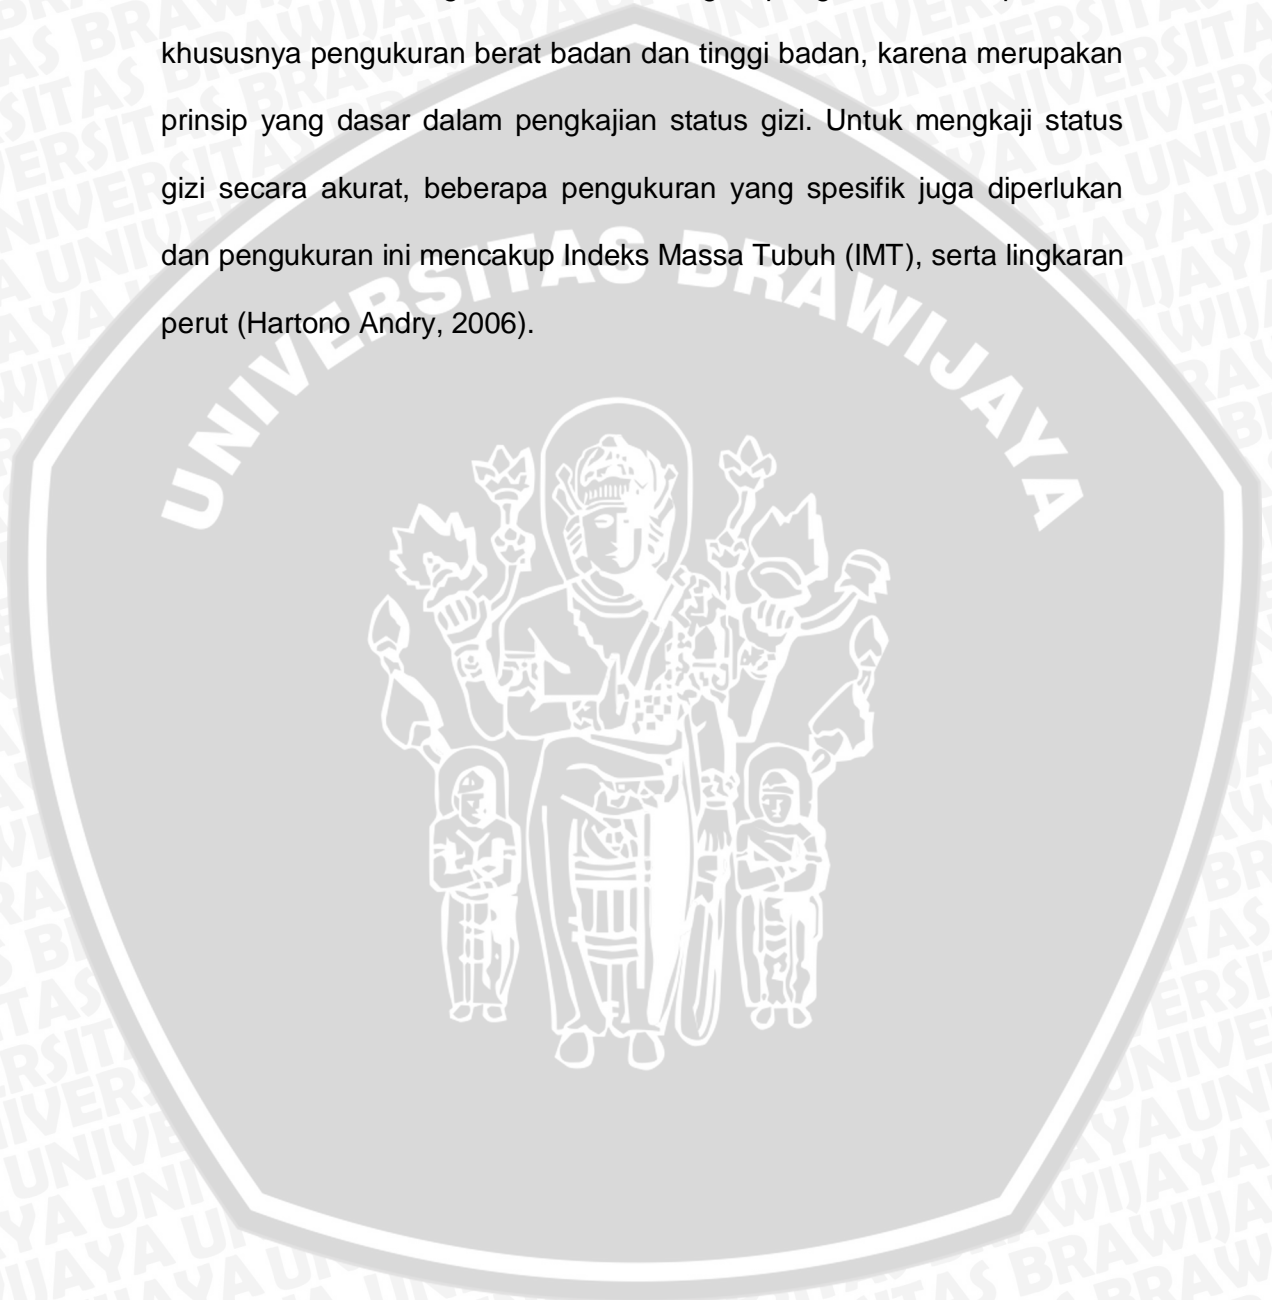 khususnya pengukuran berat badan dan tinggi badan, karena merupakan
prinsip yang dasar dalam pengkajian status gizi. Untuk mengkaji status
gizi secara akurat, beberapa pengukuran yang spesifik juga diperlukan
dan pengukuran ini mencakup Indeks Massa Tubuh (IMT), serta lingkaran
perut (Hartono Andry, 2006).
UNIVERSITAS BRAWIJAYA